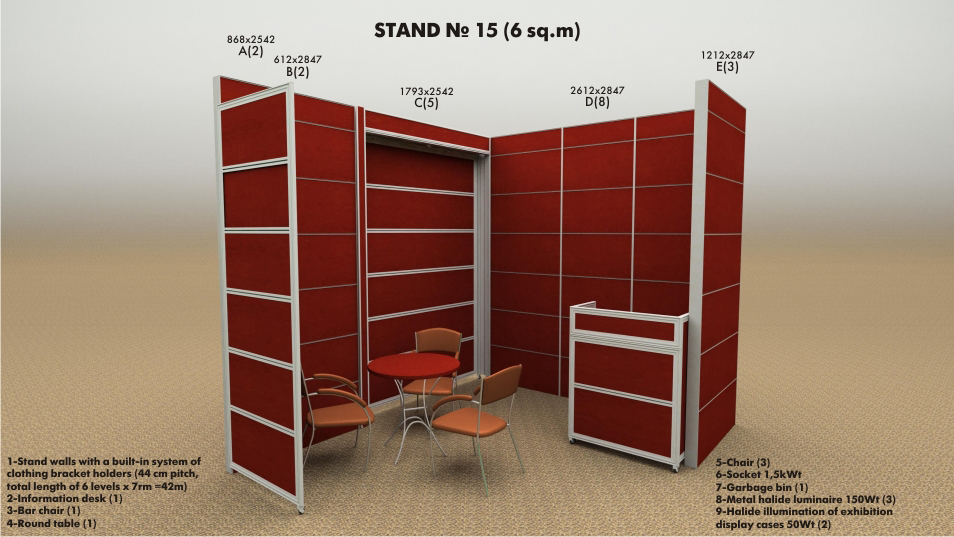 STAND № 15 (6 sq.m)
868x2542
A(2)
612x2847
B(2)
1793x2542
C(5)
2612x2847
D(8)
1212x2847
E(3)
1-Stand walls with a built-in system of
clothing bracket holders (44 cm pitch,
total length of 6 levels x 7rm =42m)
2-Information desk (1)
3-Bar chair (1)
4-Round table (1)
5-Chair (3)
6-Socket 1,5kWt
7-Garbage bin (1)
8-Metal halide luminaire 150Wt (3)
9-Halide illumination of exhibition
display cases 50Wt (2)